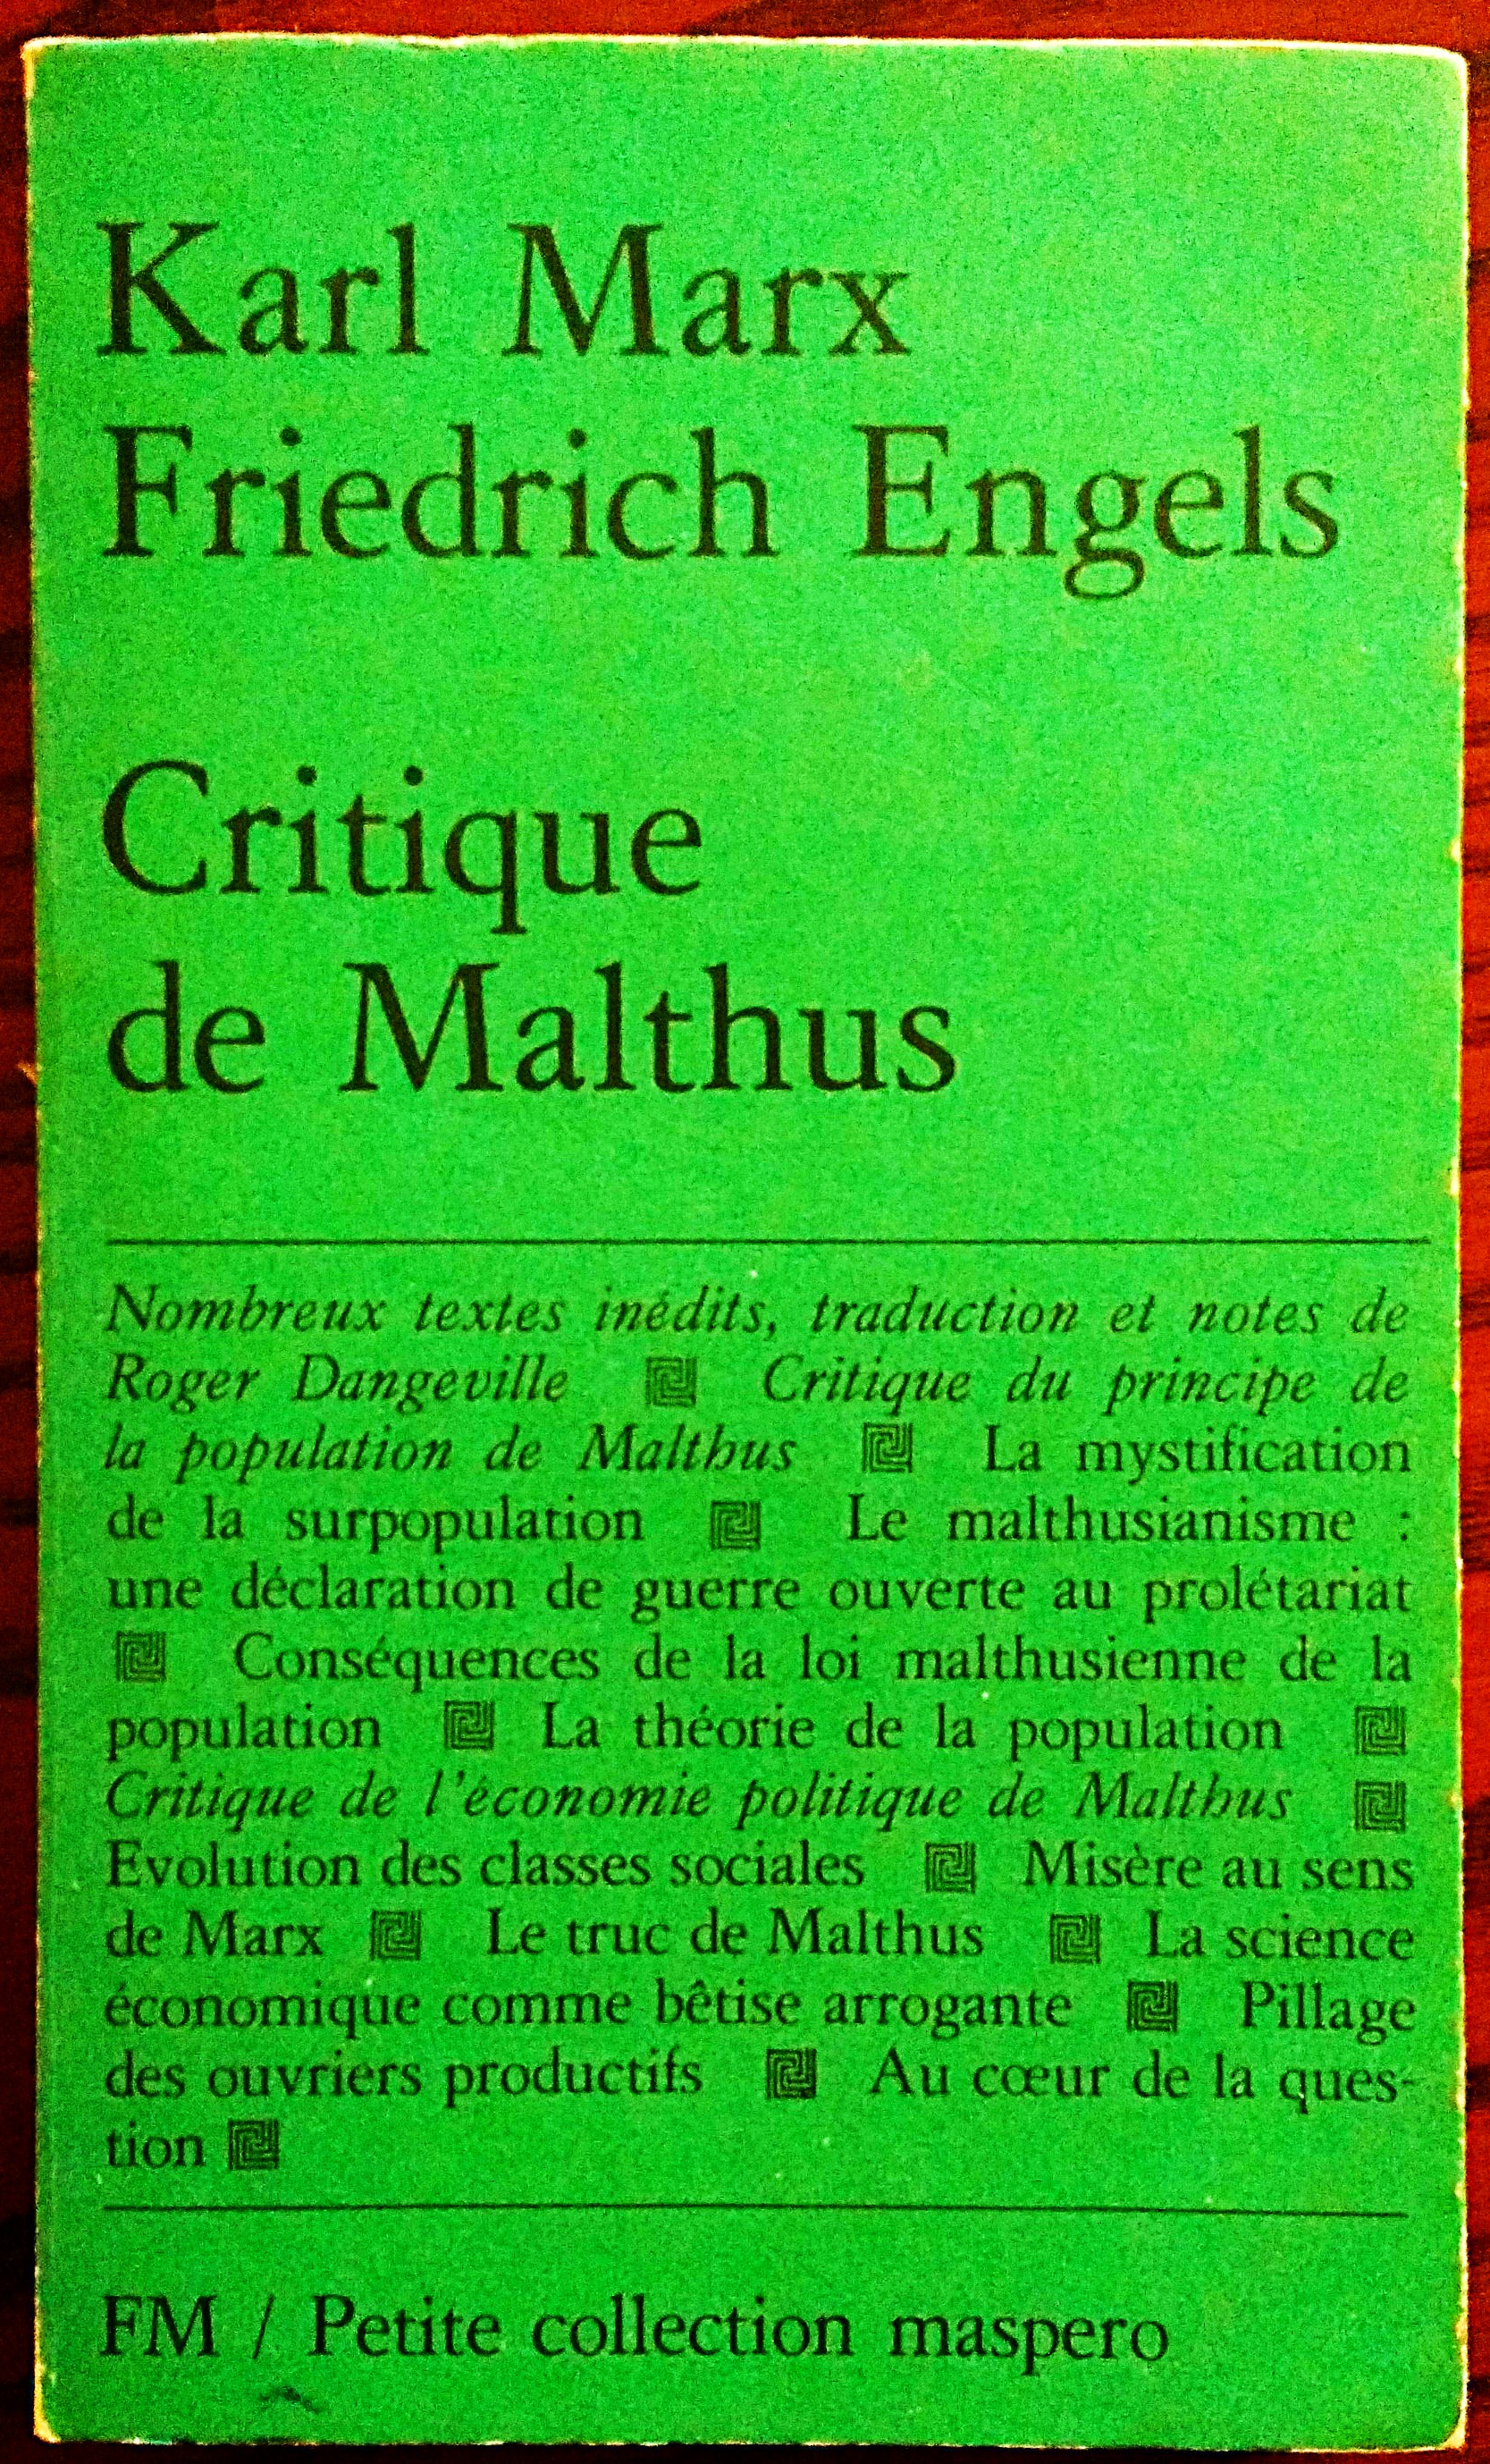 Karl Marx
Friedrich Engels
Critique
de Malthus
Nombreux textes inédits, traduction et notes de
Roger Dangeville Critique du principe de
la population de Malthus La mystification
de la surpopulation Le malthusianisme :
une déclaration de guerre ouverte au prolétariat
Conséquences de la loi malthusienne de la
population La théorie de la population
Critique de l'économie politique de Malthus
Evolution des classes sociales Misère au sens
de Marx Le truc de Malthus La science
économique comme bêtise arrogante Pillage
des ouvriers productifs Au cœur de la ques-
tion
FM / Petite collection maspero